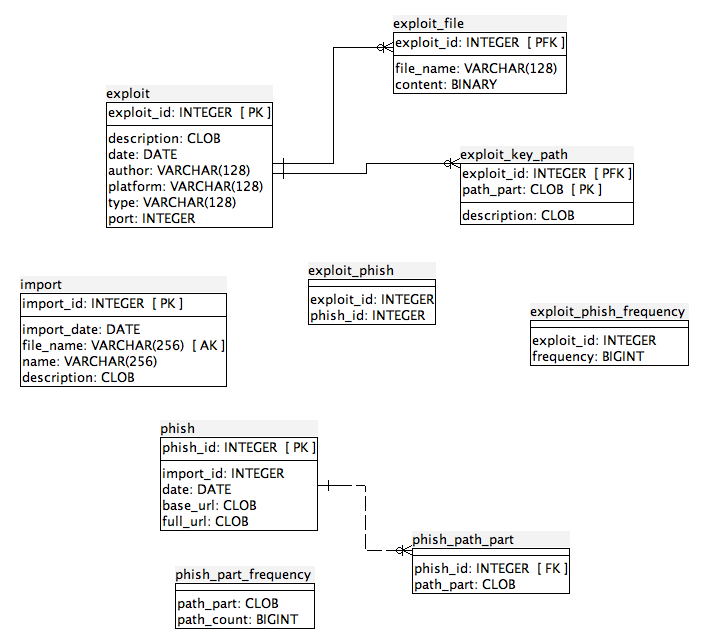 exploit_file
exploit_id: INTEGER [ PFK ]
file_name: VARCHAR(128)
content: BINARY
exploit
exploit_id: INTEGER [ PK ]
description: CLOB
date: DATE
author: VARCHAR(128)
platform: VARCHAR(128)
type: VARCHAR(128)
port: INTEGER
exploit_key_path
exploit_id: INTEGER [ PFK ]
path_part: CLOB [ PK ]
description: CLOB
exploit_phish
exploit_id: INTEGER
phish_id: INTEGER
import
import_id: INTEGER [ PK ]
import_date: DATE
file_name: VARCHAR(256) [ AK ]
name: VARCHAR(256)
description: CLOB
exploit_phish_frequency
exploit_id: INTEGER
frequency: BIGINT
phish
phish_id: INTEGER [ PK ]
import_id: INTEGER
date: DATE
base_url: CLOB
full_url: CLOB
phish_path_part
phish_id: INTEGER [ FK ]
path_part: CLOB
phish_part_frequency
path_part: CLOB
path_count: BIGINT